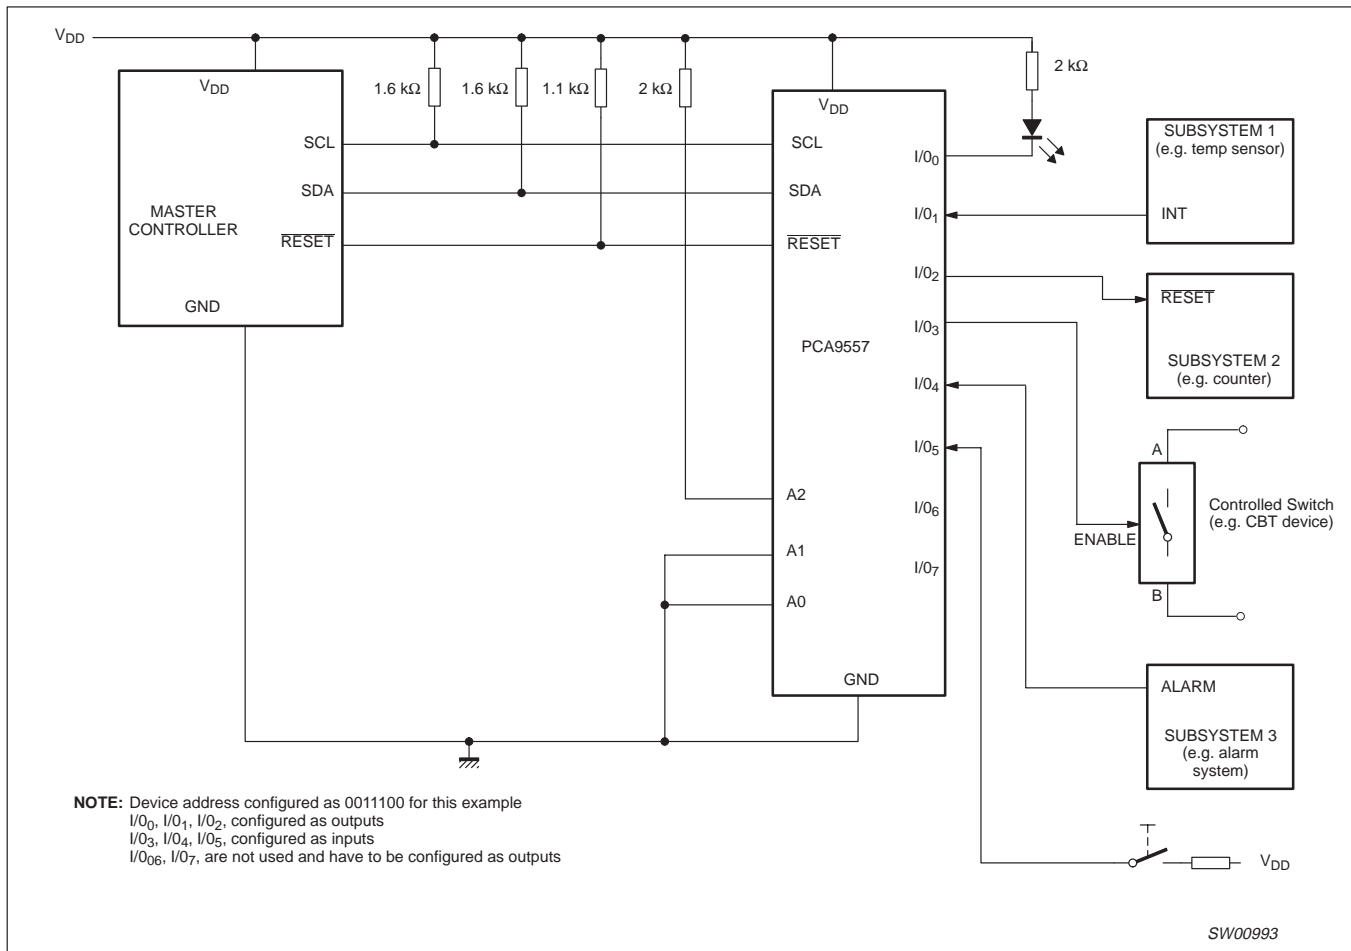 V_DD
V_DD
1.6 kΩ
1.6 kΩ
1.1 kΩ
2 kΩ
2 kΩ
SCL
SDA
MASTER
CONTROLLER
RESET
GND
V_DD
SCL
SDA
RESET
PCA9557
A2
A1
A0
GND
I/0₀
I/0₁
I/0₂
I/0₃
I/0₄
I/0₅
I/0₆
I/0₇
SUBSYSTEM 1
(e.g. temp sensor)
INT
RESET
SUBSYSTEM 2
(e.g. counter)
A
Controlled Switch
(e.g. CBT device)
ENABLE
B
ALARM
SUBSYSTEM 3
(e.g. alarm
system)
V_DD
NOTE: Device address configured as 0011100 for this example
I/0₀, I/0₁, I/0₂, configured as outputs
I/0₃, I/0₄, I/0₅, configured as inputs
I/0₀₆, I/0₇, are not used and have to be configured as outputs
SW00993